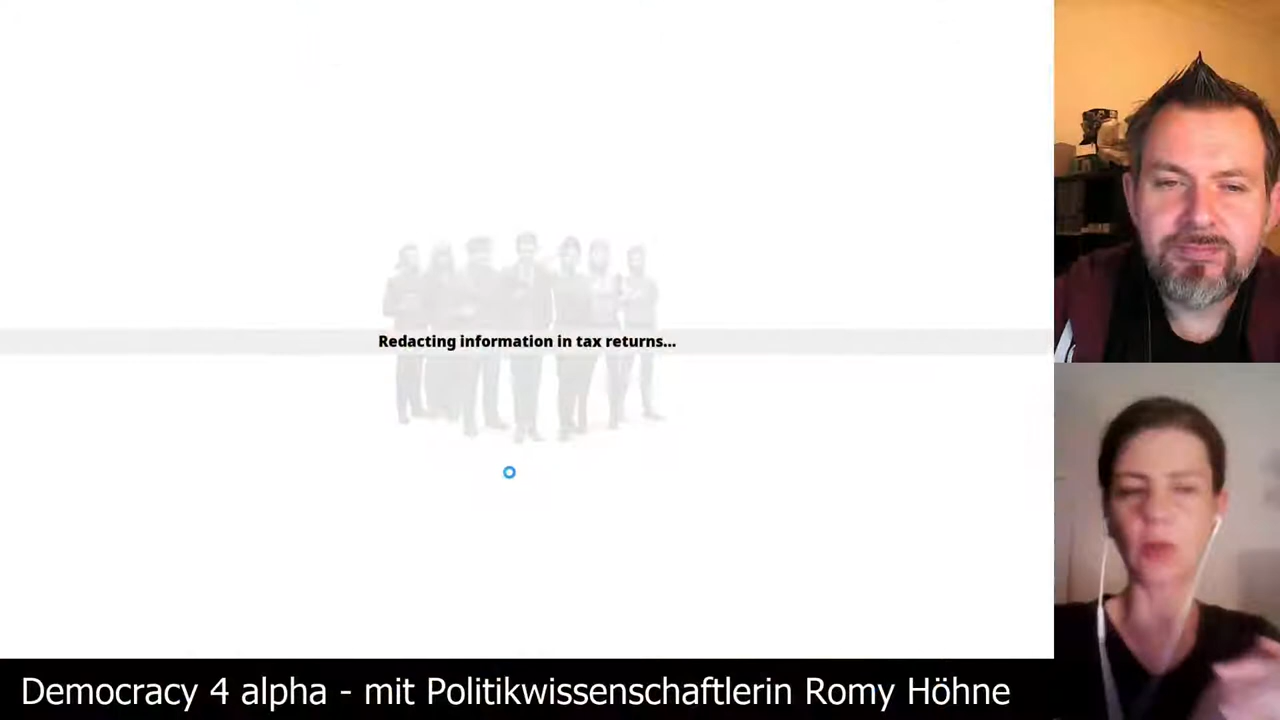 Redacting information in tax returns...
Democracy 4 alpha - mit Politikwissenschaftlerin Romy Höhne